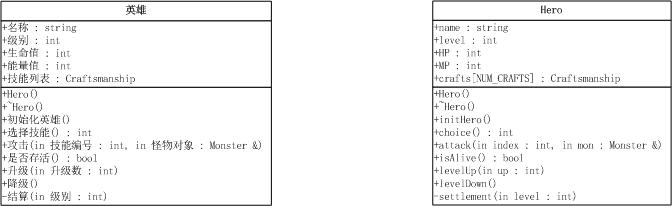 英雄
+名称 : string
+级别 : int
+生命值 : int
+能量值 : int
+技能列表 : Craftsmanship
+Hero()
+~Hero()
+初始化英雄()
+选择技能() : int
+攻击(in 技能编号 : int, in 怪物对象 : Monster &)
+是否存活() : bool
+升级(in 升级数 : int)
+降级()
-结算(in 级别 : int)
Hero
+name : string
+level : int
+HP : int
+MP : int
+crafts[NUM_CRAFTS] : Craftsmanship
+Hero()
+~Hero()
+initHero()
+choice() : int
+attack(in index : int, in mon : Monster &)
+isAlive() : bool
+levelUp(in up : int)
+levelDown()
-settlement(in level : int)